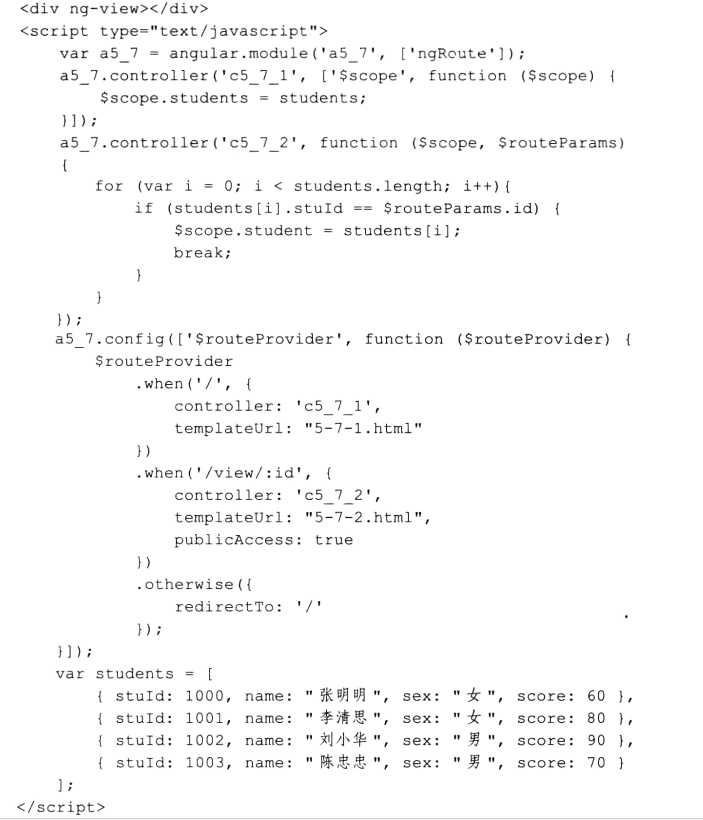 <div ng-view></div>
<script type="text/javascript">
    var a5_7 = angular.module('a5_7', ['ngRoute']);
    a5_7.controller('c5_7_1', ['$scope', function ($scope) {
        $scope.students = students;
    }]);
    a5_7.controller('c5_7_2', function ($scope, $routeParams)
    {
        for (var i = 0; i < students.length; i++){
            if (students[i].stuId == $routeParams.id) {
                $scope.student = students[i];
                break;
            }
        }
    });
    a5_7.config(['$routeProvider', function ($routeProvider) {
        $routeProvider
            .when('/', {
                controller: 'c5_7_1',
                templateUrl: "5-7-1.html"
            })
            .when('/view/:id', {
                controller: 'c5_7_2',
                templateUrl: "5-7-2.html",
                publicAccess: true
            })
            .otherwise({
                redirectTo: '/'
            });
    }]);
    var students = [
        { stuId: 1000, name: "张明明", sex: "女", score: 60 },
        { stuId: 1001, name: "李清思", sex: "女", score: 80 },
        { stuId: 1002, name: "刘小华", sex: "男", score: 90 },
        { stuId: 1003, name: "陈忠忠", sex: "男", score: 70 }
    ];
</script>